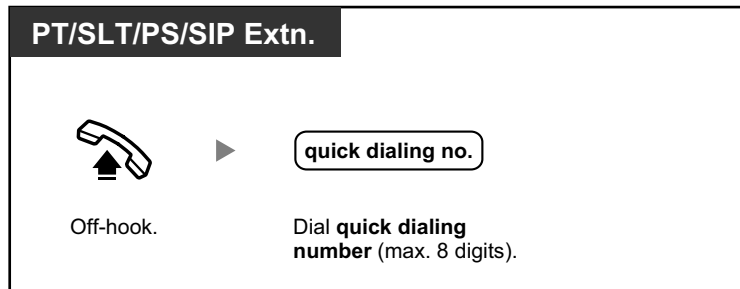 PT/SLT/PS/SIP Extn.
quick dialing no.
Off-hook.
Dial quick dialing
number (max. 8 digits).